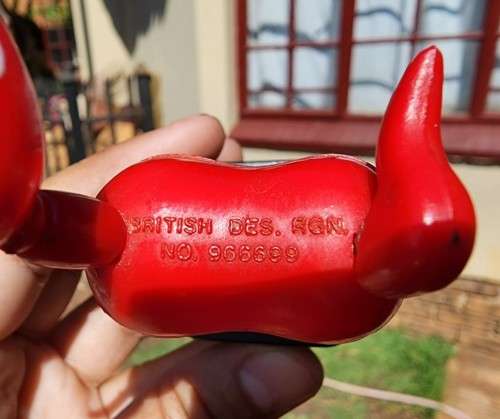 BRITISH DES. RGN.
NO. 966699